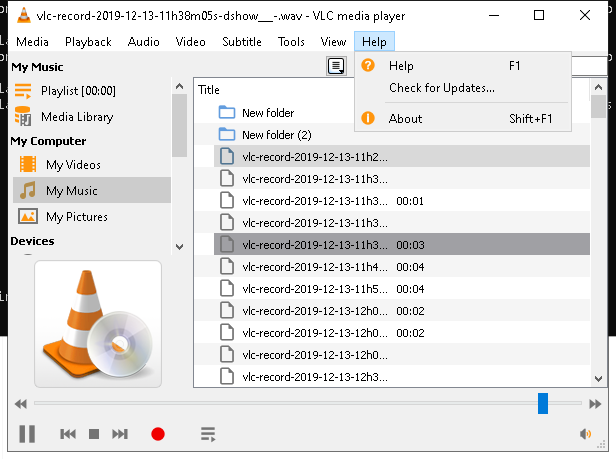 vlc-record-2019-12-13-11h38m05s-dshow__-.wav - VLC media player
Media Playback Audio Video Subtitle Tools View Help
My Music
Playlist [00:00]
Media Library
My Computer
My Videos
My Music
My Pictures
Devices
Help F1
Check for Updates...
About Shift+F1
Title
New folder
New folder (2)
vlc-record-2019-12-13-11h2...
vlc-record-2019-12-13-11h3...
vlc-record-2019-12-13-11h3... 00:01
vlc-record-2019-12-13-11h3...
vlc-record-2019-12-13-11h3... 00:03
vlc-record-2019-12-13-11h4... 00:04
vlc-record-2019-12-13-11h5... 00:04
vlc-record-2019-12-13-12h0... 00:02
vlc-record-2019-12-13-12h0... 00:02
vlc-record-2019-12-13-12h0...
vlc-record-2019-12-13-12h3...